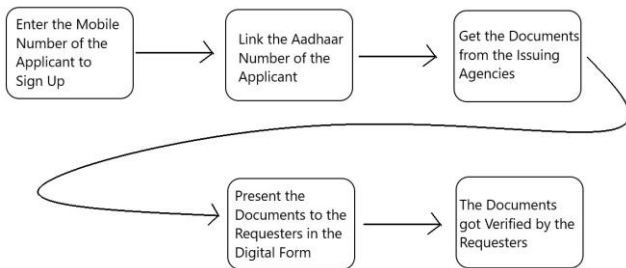 Enter the Mobile
Number of the
Applicant to
Sign Up
Link the Aadhaar
Number of the
Applicant
Get the Documents
from the Issuing
Agencies
Present the
Documents to the
Requesters in the
Digital Form
The Documents
got Verified by the
Requesters